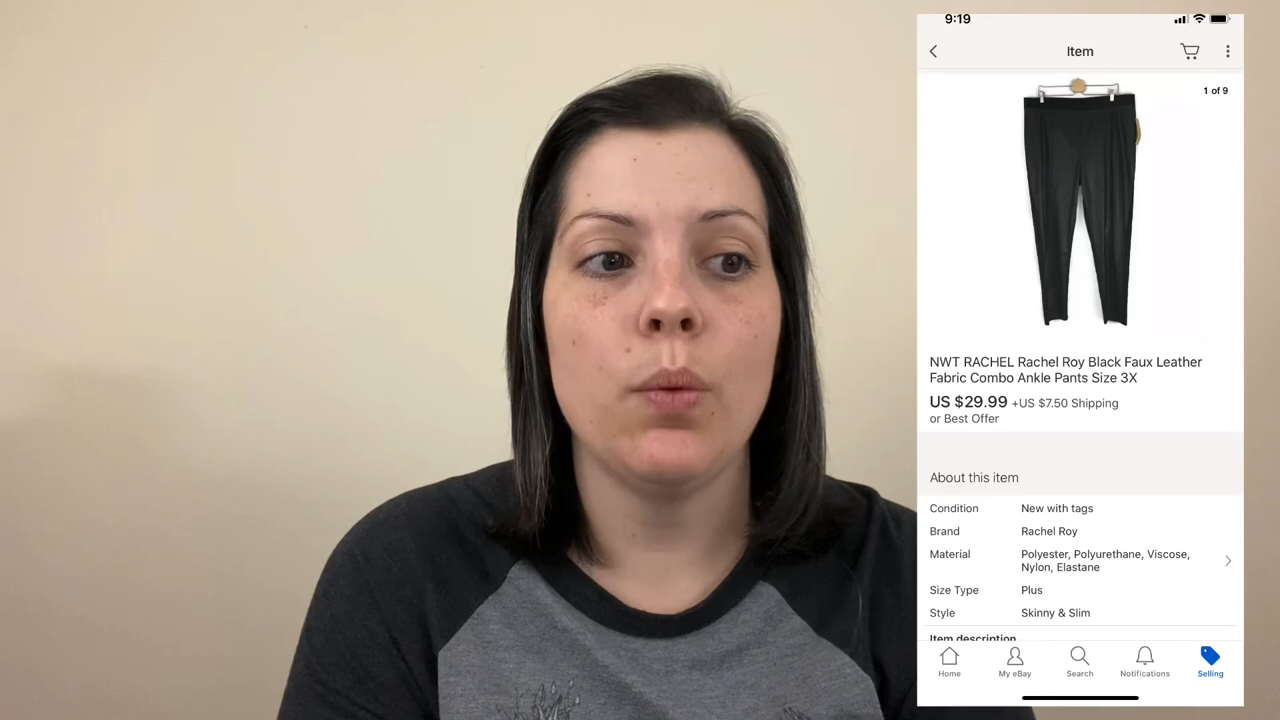 9:19
Item
1 of 9
NWT RACHEL Rachel Roy Black Faux Leather
Fabric Combo Ankle Pants Size 3X
US $29.99 +US $7.50 Shipping
or Best Offer
About this item
Condition New with tags
Brand Rachel Roy
Material Polyester, Polyurethane, Viscose,
Nylon, Elastane
Size Type Plus
Style Skinny & Slim
Item description
Home My eBay Search Notifications Selling